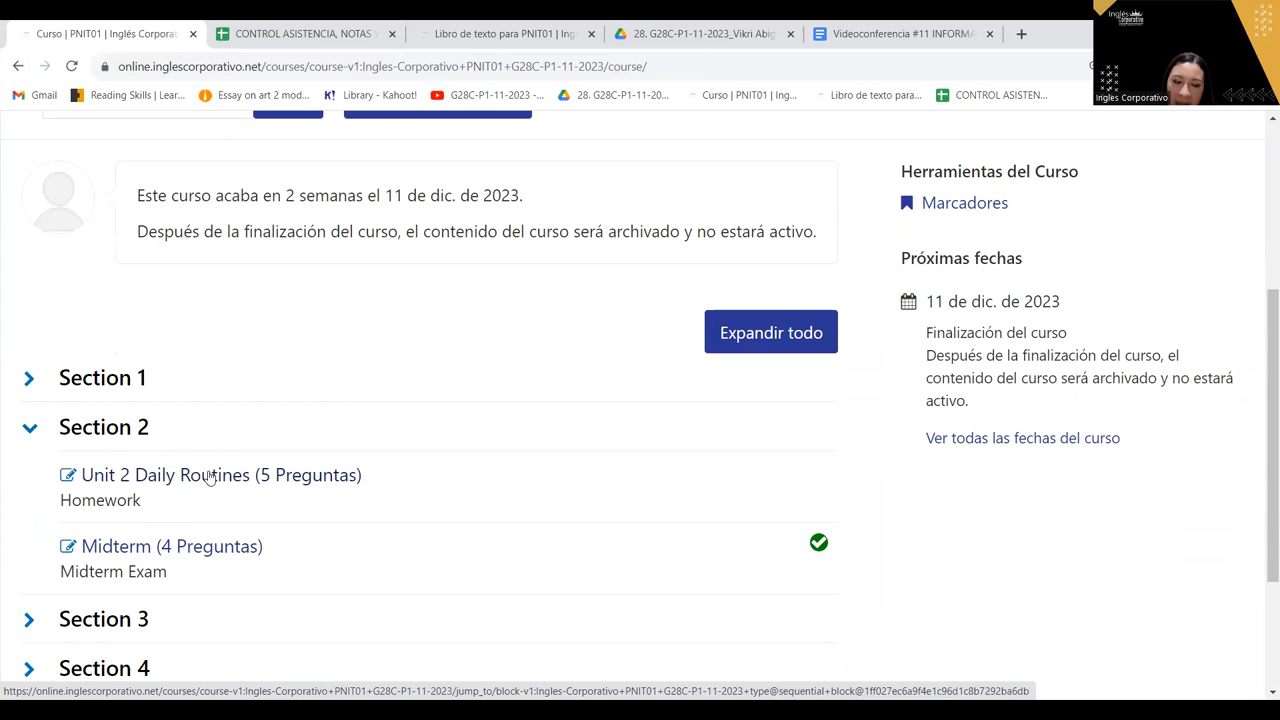 Curso | PNIT01 | Inglés Corporat
CONTROL ASISTENCIA, NOTAS
Libro de texto para PNIT01 | Ing
28. G28C-P1-11-2023_Vikri Abig
Videoconferencia #11 INFORMA
online.inglescorporativo.net/courses/course-v1:Ingles-Corporativo+PNIT01+G28C-P1-11-2023/course/
Gmail
Reading Skills | Lear...
Essay on art 2 mod...
Library - Kaho
G28C-P1-11-2023 -...
28. G28C-P1-11-20...
Curso | PNIT01 | Ing...
Libro de texto para...
CONTROL ASISTEN...
Inglés
Corporativo
Ingles Corporativo
Este curso acaba en 2 semanas el 11 de dic. de 2023.
Después de la finalización del curso, el contenido del curso será archivado y no estará activo.
Expandir todo
Section 1
Section 2
Unit 2 Daily Routines (5 Preguntas)
Homework
Midterm (4 Preguntas)
Midterm Exam
Section 3
Section 4
Herramientas del Curso
Marcadores
Próximas fechas
11 de dic. de 2023
Finalización del curso
Después de la finalización del curso, el
contenido del curso será archivado y no estará
activo.
Ver todas las fechas del curso
https://online.inglescorporativo.net/courses/course-v1:Ingles-Corporativo+PNIT01+G28C-P1-11-2023/jump_to/block-v1:Ingles-Corporativo+PNIT01+G28C-P1-11-2023+type@sequential+block@1ff027ec6a9f4e1c96d1c8b7292ba6db